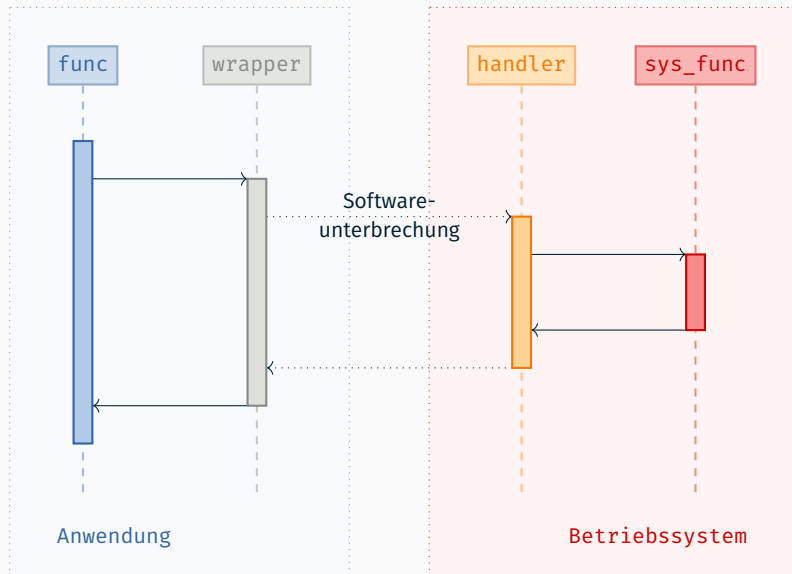 func
wrapper
handler
sys_func
Software-
unterbrechung
Anwendung
Betriebssystem